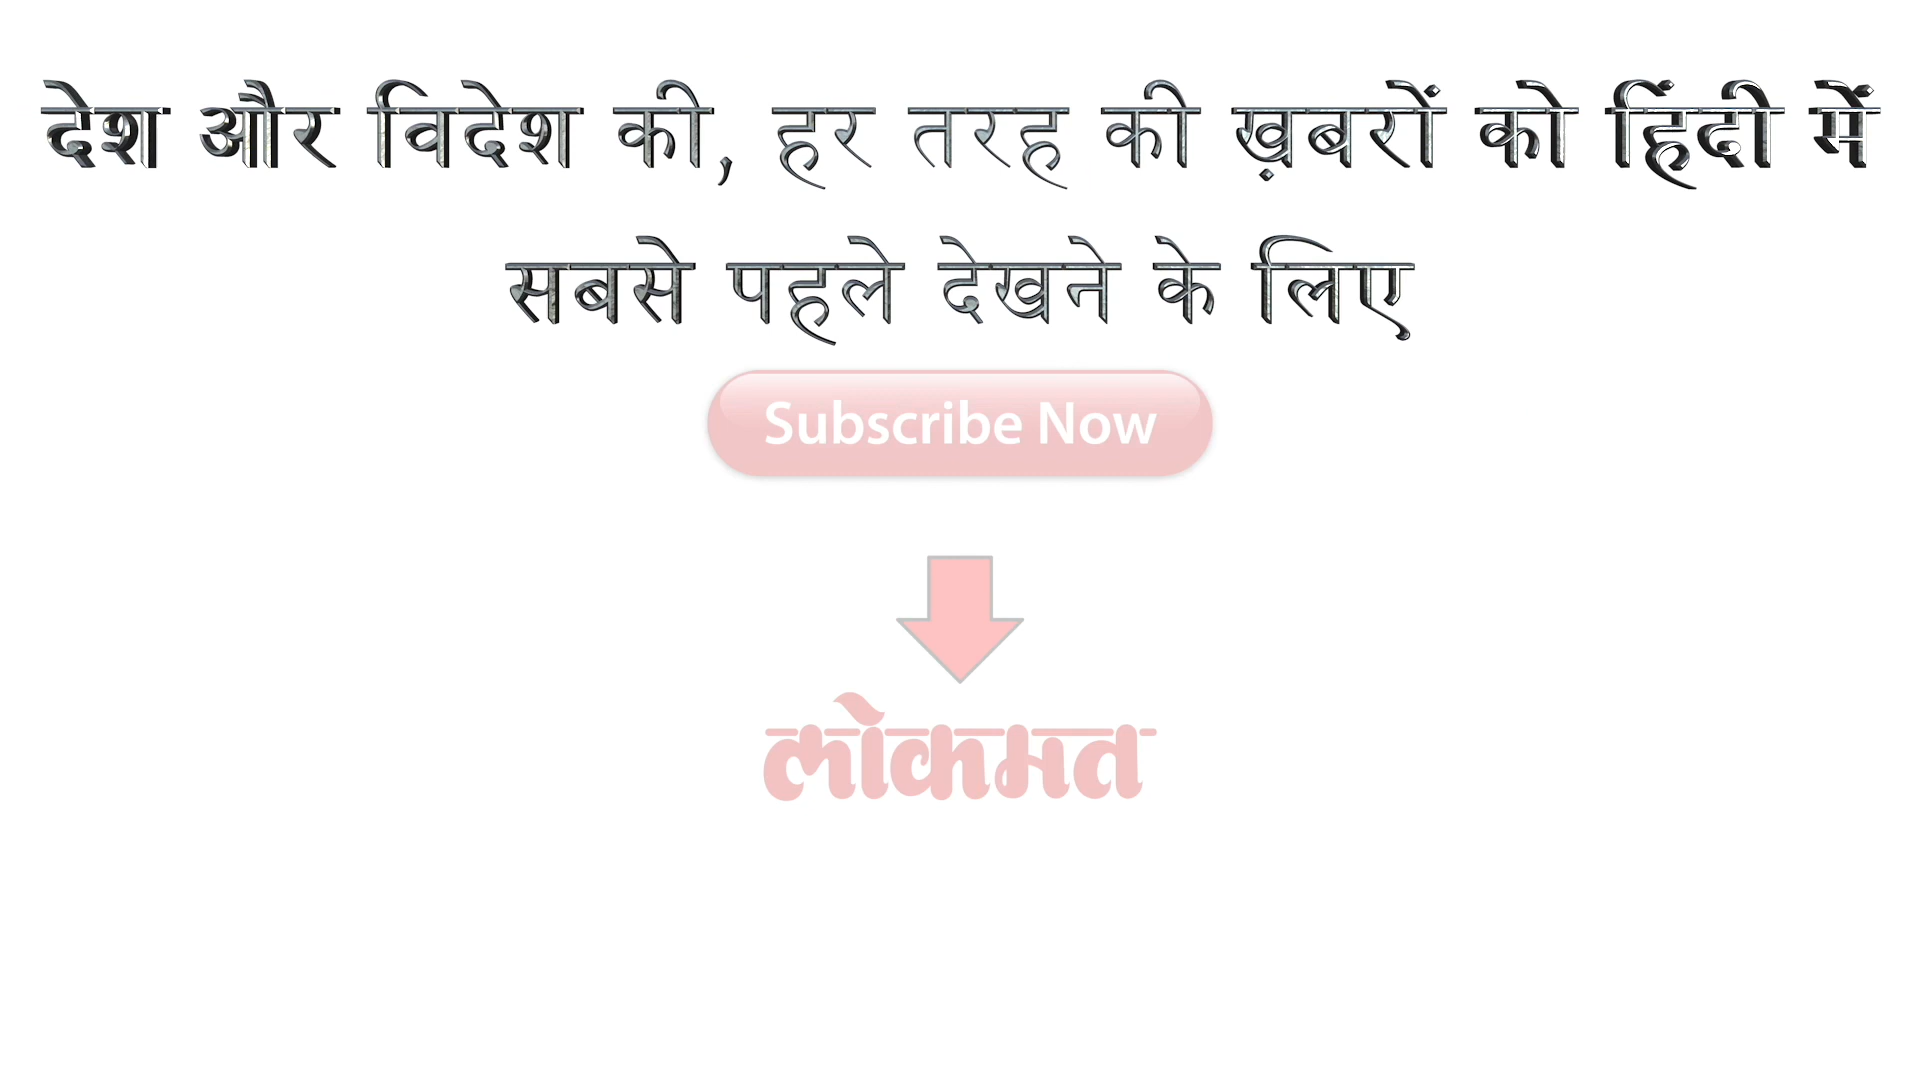 देश और विदेश की, हर तरह की ख़बरों को हिंदी में
सबसे पहले देखने के लिए
Subscribe Now
लोकमत